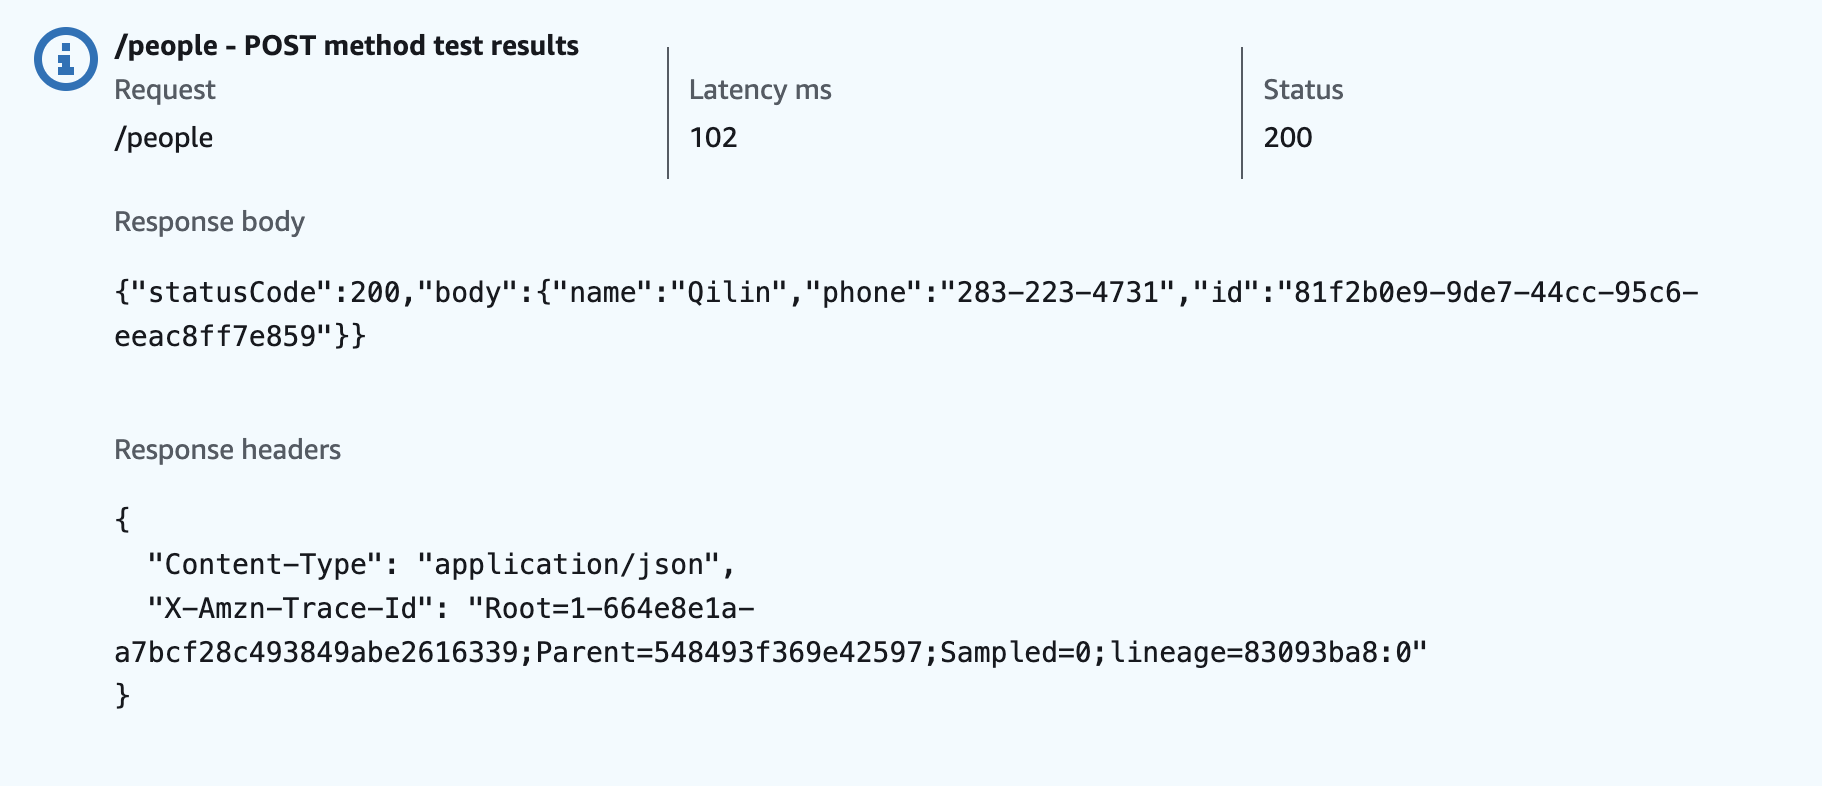 /people - POST method test results
Request
Latency ms
Status
/people
102
200
Response body
{"statusCode":200,"body":{"name":"Qilin","phone":"283-223-4731","id":"81f2b0e9-9de7-44cc-95c6-
eeac8ff7e859"}}
Response headers
{
  "Content-Type": "application/json",
  "X-Amzn-Trace-Id": "Root=1-664e8e1a-
a7bcf28c493849abe2616339;Parent=548493f369e42597;Sampled=0;lineage=83093ba8:0"
}